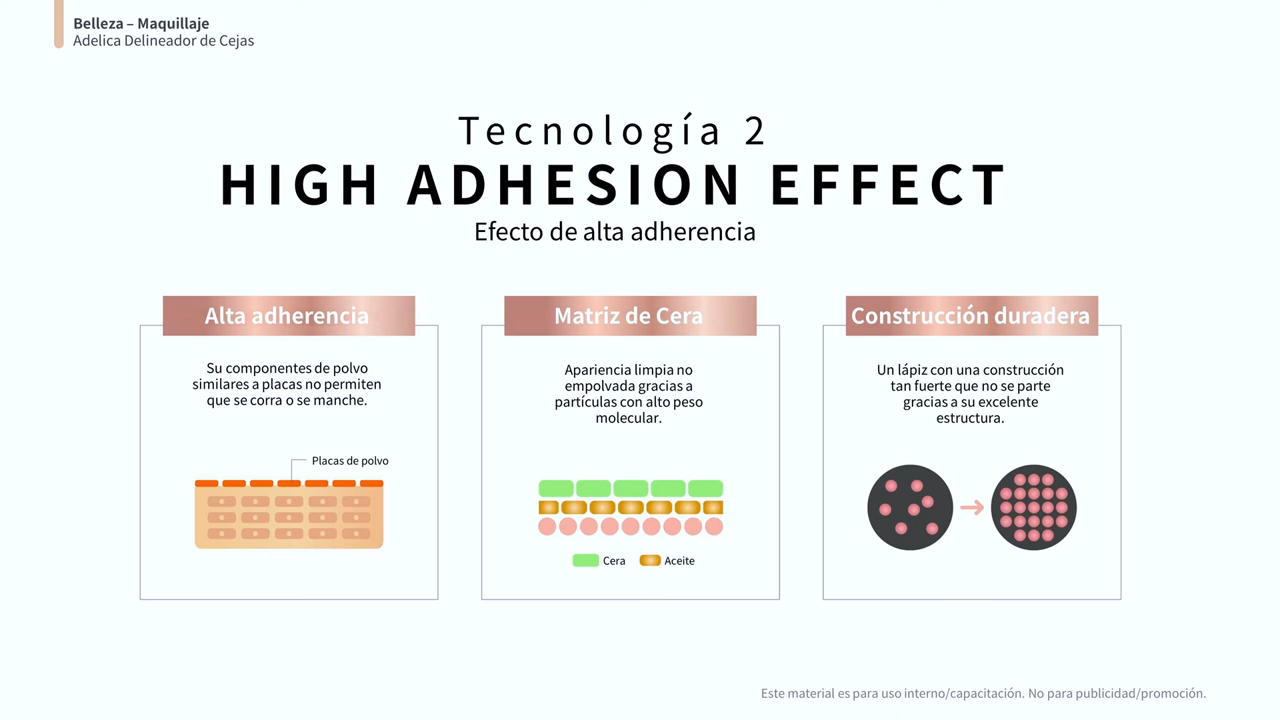 Belleza – Maquillaje
Adelica Delineador de Cejas
Tecnología 2
HIGH ADHESION EFFECT
Efecto de alta adherencia
Alta adherencia
Su componentes de polvo
similares a placas no permiten
que se corra o se manche.
Placas de polvo
Matriz de Cera
Apariencia limpia no
empolvada gracias a
partículas con alto peso
molecular.
Cera
Aceite
Construcción duradera
Un lápiz con una construcción
tan fuerte que no se parte
gracias a su excelente
estructura.
Este material es para uso interno/capacitación. No para publicidad/promoción.